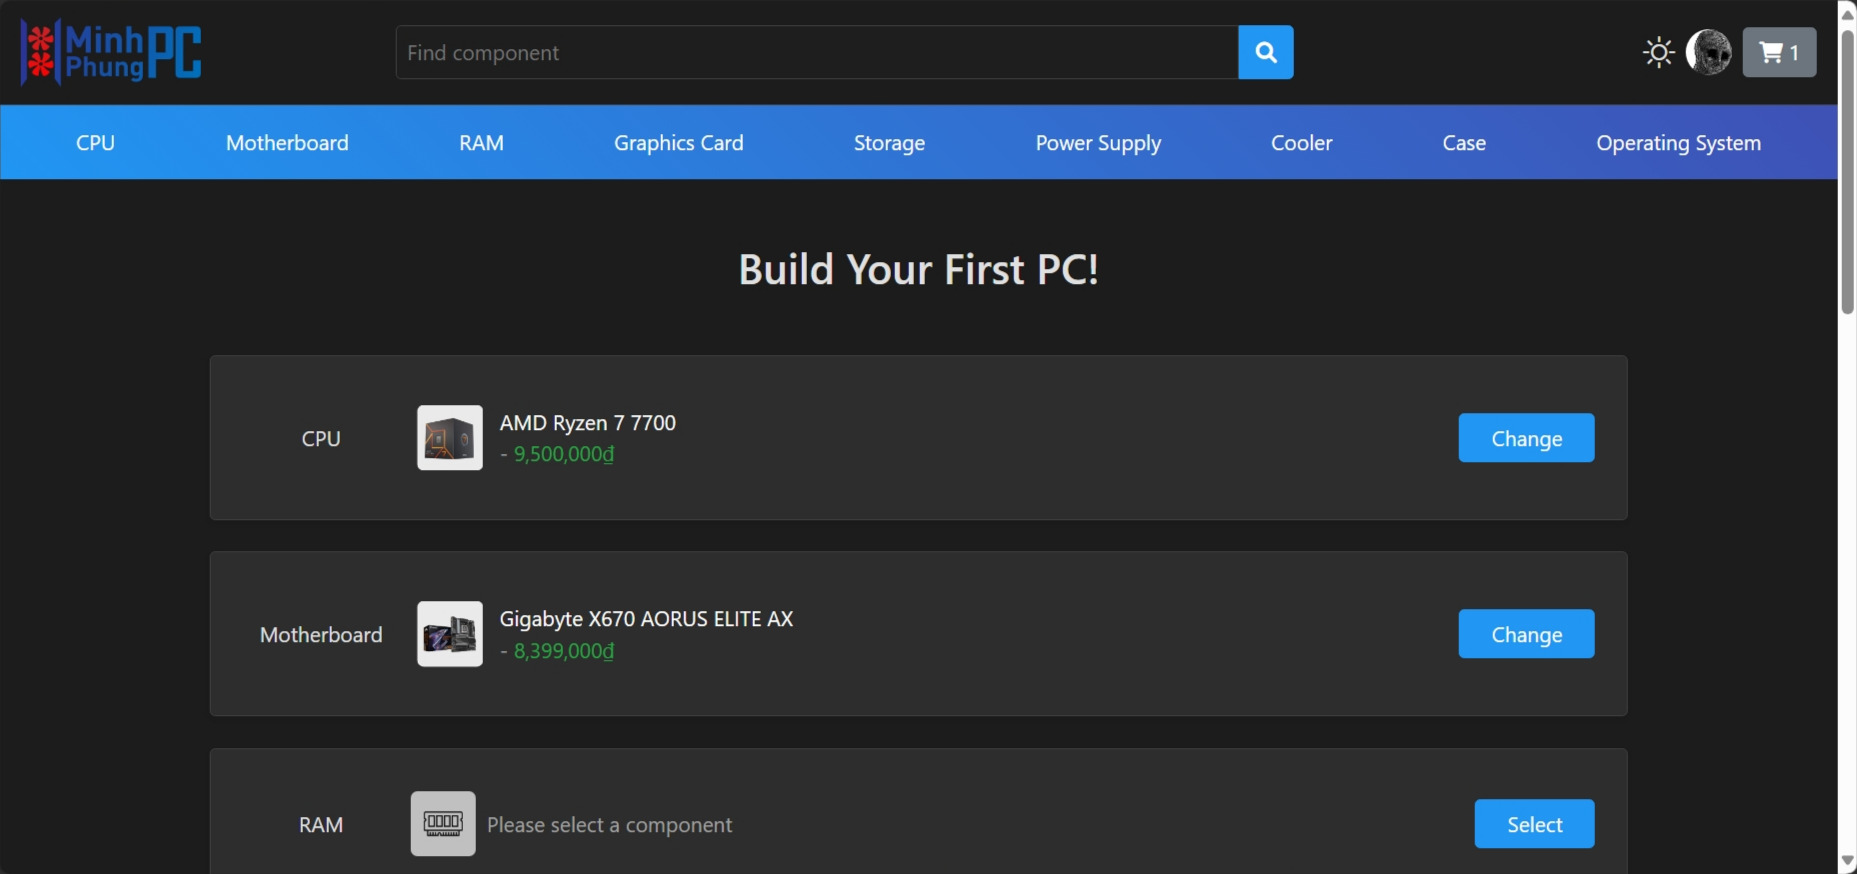 Minh
Phung PC
Find component
1
CPU
Motherboard
RAM
Graphics Card
Storage
Power Supply
Cooler
Case
Operating System
Build Your First PC!
CPU
AMD Ryzen 7 7700
- 9,500,000₫
Change
Motherboard
Gigabyte X670 AORUS ELITE AX
- 8,399,000₫
Change
RAM
Please select a component
Select